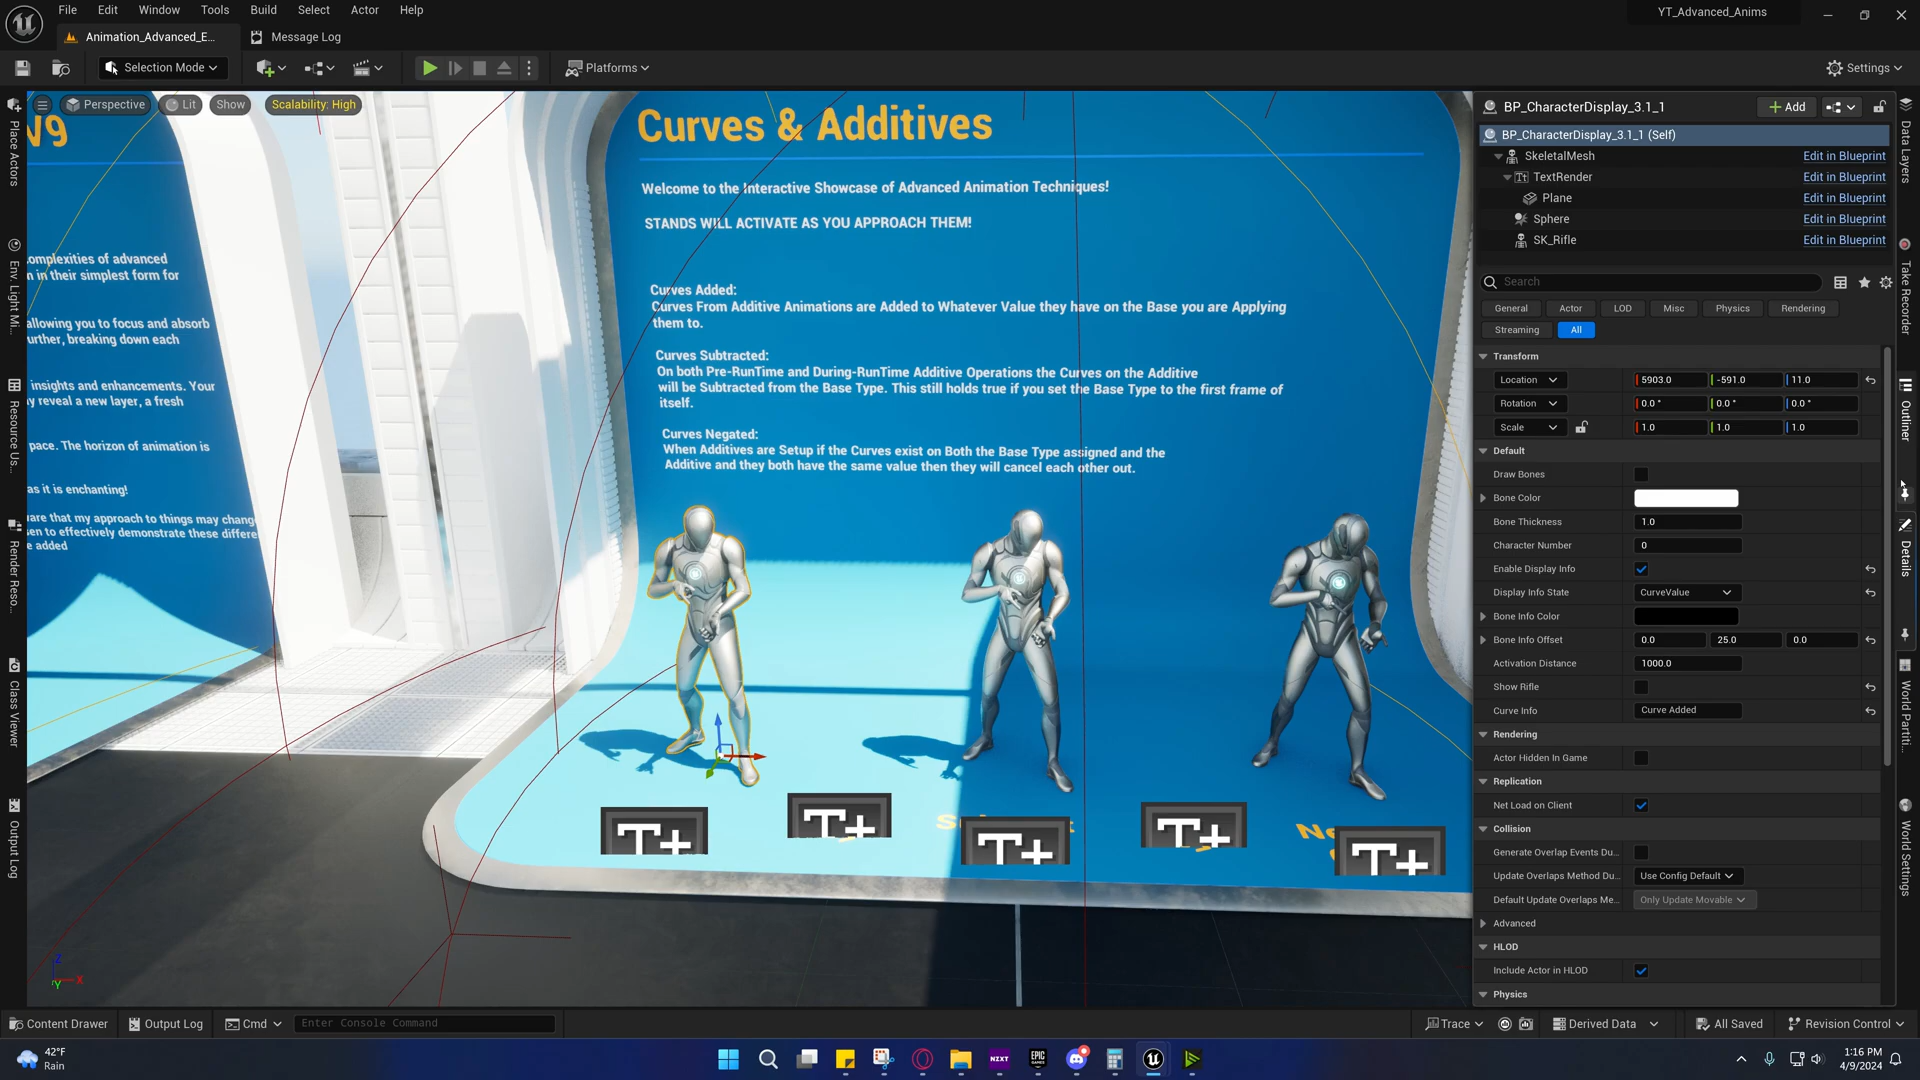 File Edit Window Tools Build Select Actor Help
YT_Advanced_Anims
Animation_Advanced_E...
Message Log
Selection Mode
Platforms
Settings
Perspective
Lit
Show
Scalability: High
Place Actors
Env. Light Mi...
Resource Us...
Render Reso...
Class Viewer
Output Log
omplexities of advanced
n in their simplest form for
allowing you to focus and absorb
urther, breaking down each
insights and enhancements. Your
y reveal a new layer, a fresh
pace. The horizon of animation is
as it is enchanting!
ware that my approach to things may chang
sen to effectively demonstrate these differe
e added
Curves & Additives
Welcome to the Interactive Showcase of Advanced Animation Techniques!
STANDS WILL ACTIVATE AS YOU APPROACH THEM!
Curves Added:
Curves From Additive Animations are Added to Whatever Value they have on the Base you are Applying
them to.
Curves Subtracted:
On both Pre-RunTime and During-RunTime Additive Operations the Curves on the Additive
will be Subtracted from the Base Type. This still holds true if you set the Base Type to the first frame of
itself.
Curves Negated:
When Additives are Setup if the Curves exist on Both the Base Type assigned and the
Additive and they both have the same value then they will cancel each other out.
T+
T+
T+
T+
T+
Z
X
Y
BP_CharacterDisplay_3.1_1
+ Add
BP_CharacterDisplay_3.1_1 (Self)
SkeletalMesh Edit in Blueprint
TextRender Edit in Blueprint
Plane Edit in Blueprint
Sphere Edit in Blueprint
SK_Rifle Edit in Blueprint
Search
General Actor LOD Misc Physics Rendering
Streaming All
Transform
Location 5903.0 -591.0 11.0
Rotation 0.0 ° 0.0 ° 0.0 °
Scale 1.0 1.0 1.0
Default
Draw Bones
Bone Color
Bone Thickness 1.0
Character Number 0
Enable Display Info
Display Info State CurveValue
Bone Info Color
Bone Info Offset 0.0 25.0 0.0
Activation Distance 1000.0
Show Rifle
Curve Info Curve Added
Rendering
Actor Hidden In Game
Replication
Net Load on Client
Collision
Generate Overlap Events Du...
Update Overlaps Method Du... Use Config Default
Default Update Overlaps Me... Only Update Movable
Advanced
HLOD
Include Actor in HLOD
Physics
Data Layers
Take Recorder
Outliner
Details
World Partiti...
World Settings
Content Drawer
Output Log
Cmd
Enter Console Command
Trace
Derived Data
All Saved
Revision Control
42°F
Rain
NZXT
EPIC GAMES
1:16 PM
4/9/2024